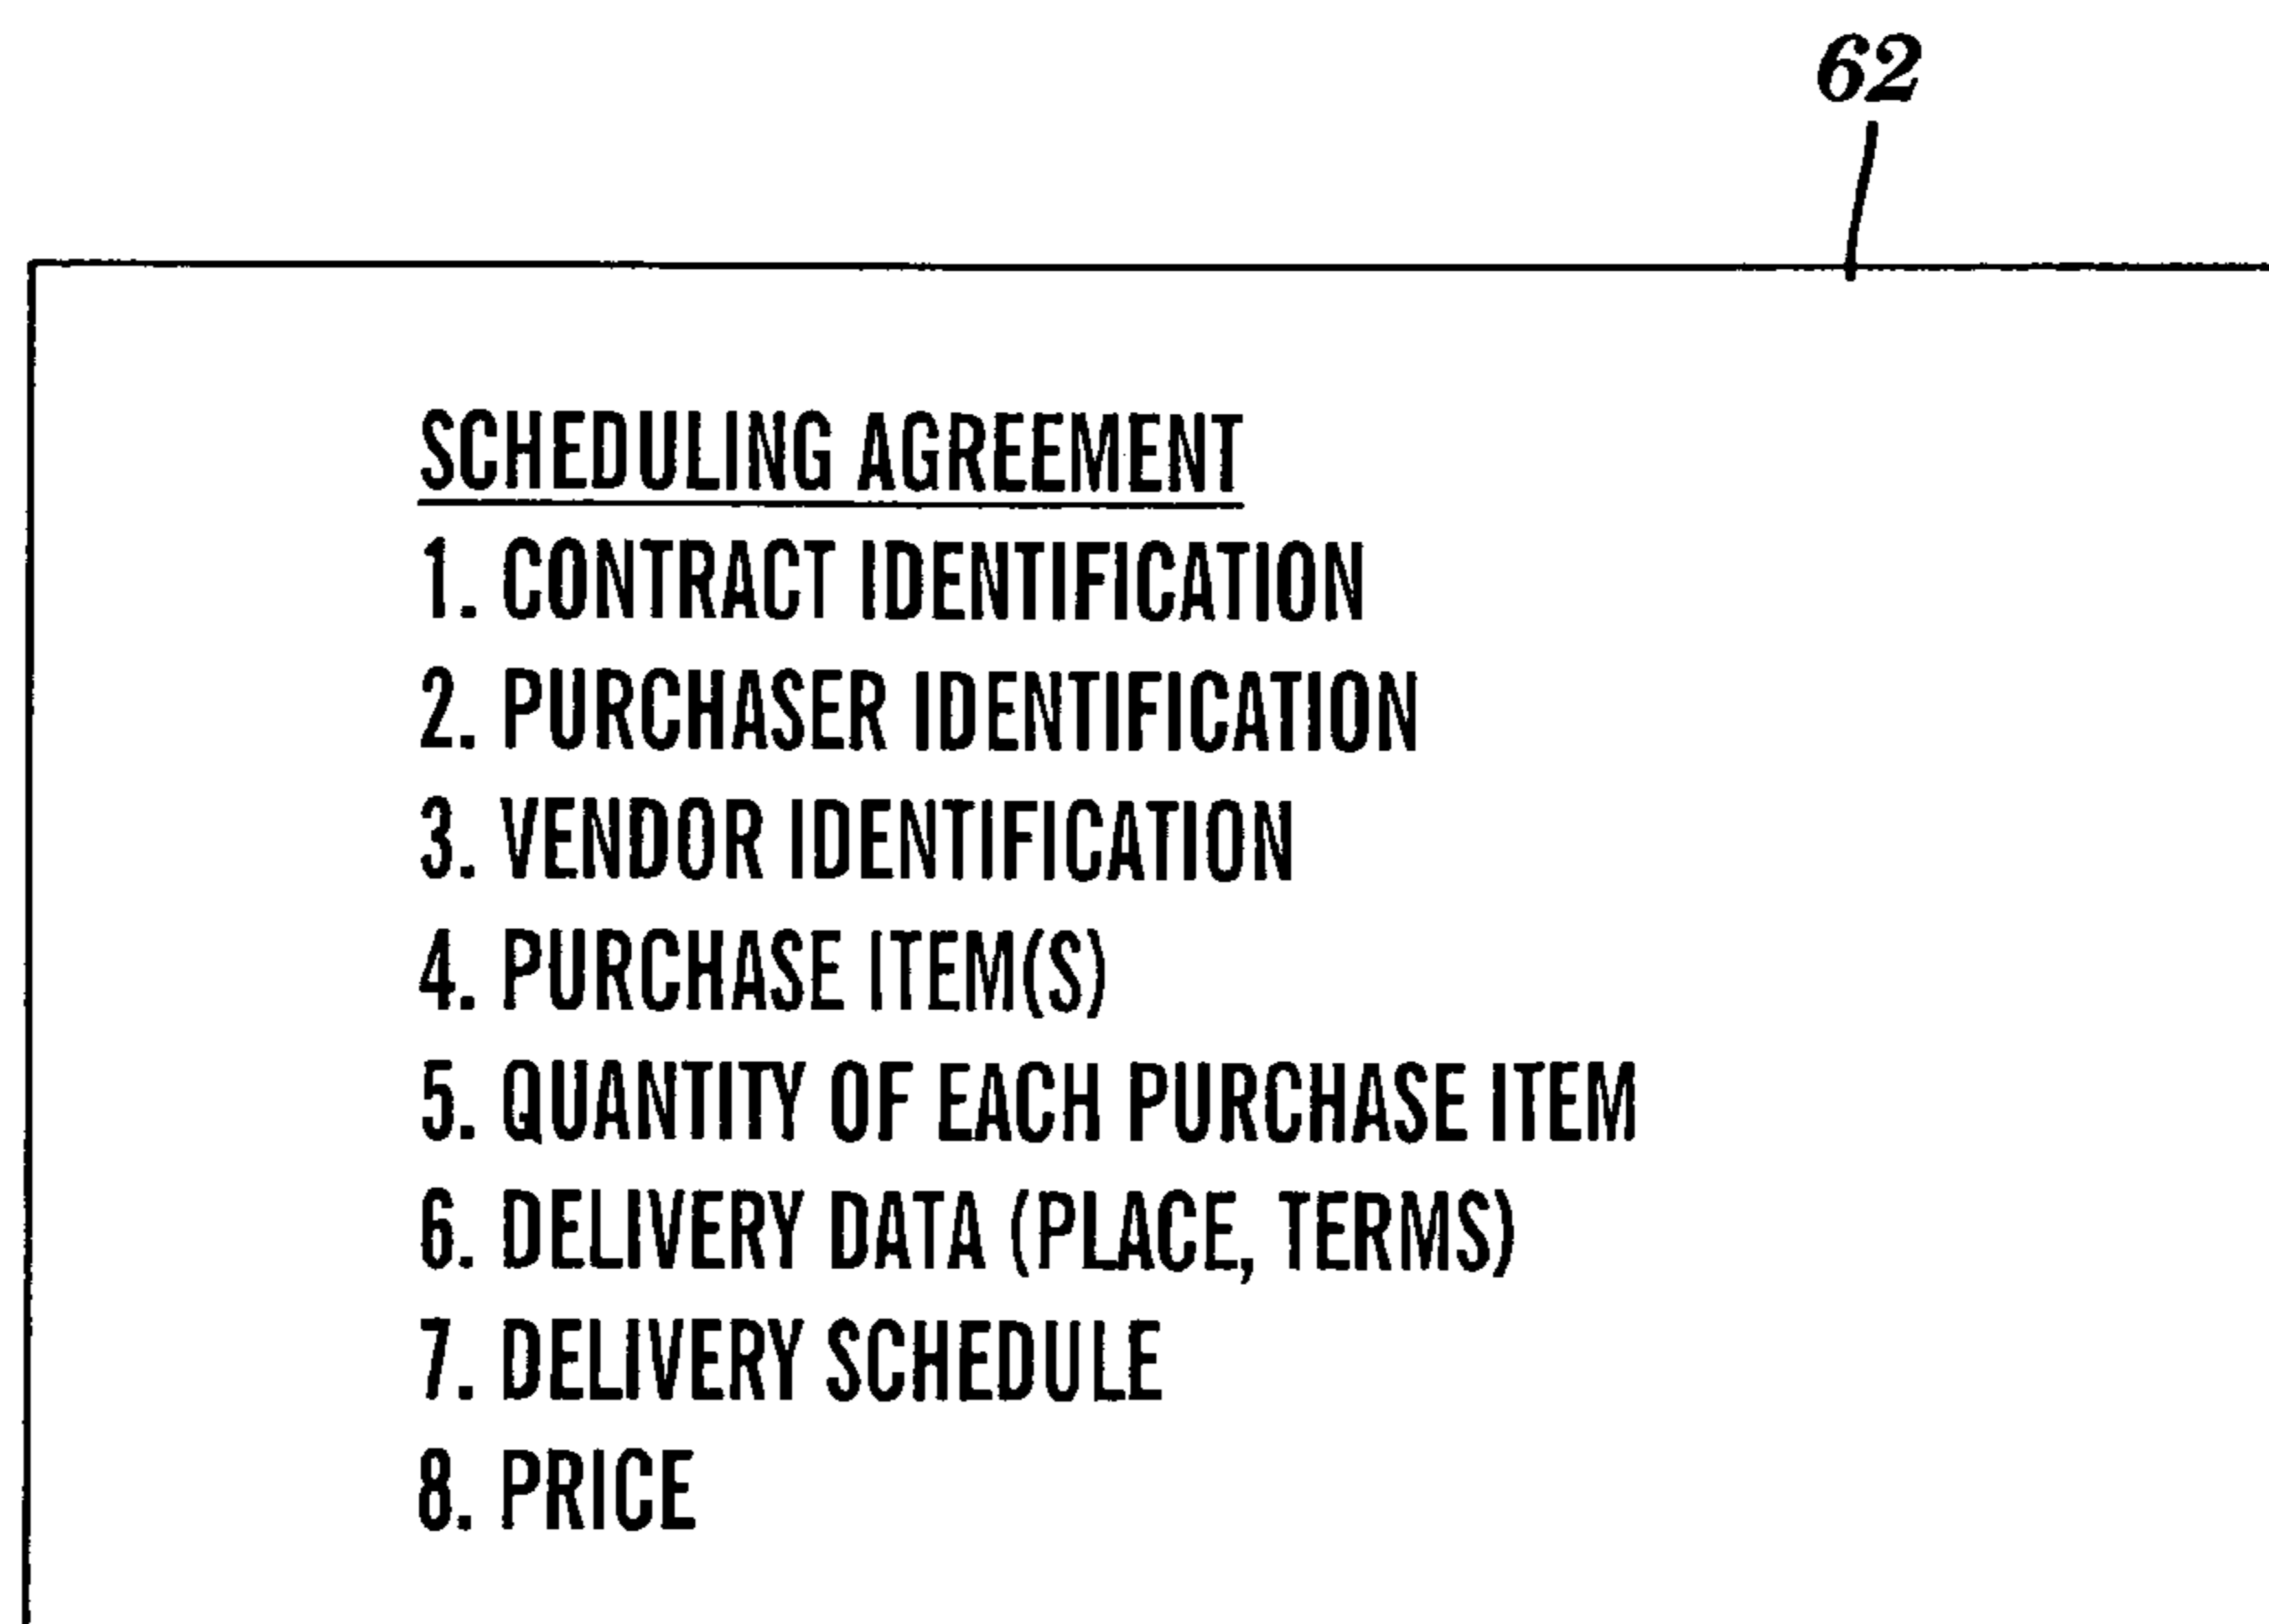 62
SCHEDULING AGREEMENT
1. CONTRACT IDENTIFICATION
2. PURCHASER IDENTIFICATION
3. VENDOR IDENTIFICATION
4. PURCHASE ITEM(S)
5. QUANTITY OF EACH PURCHASE ITEM
6. DELIVERY DATA (PLACE, TERMS)
7. DELIVERY SCHEDULE
8. PRICE